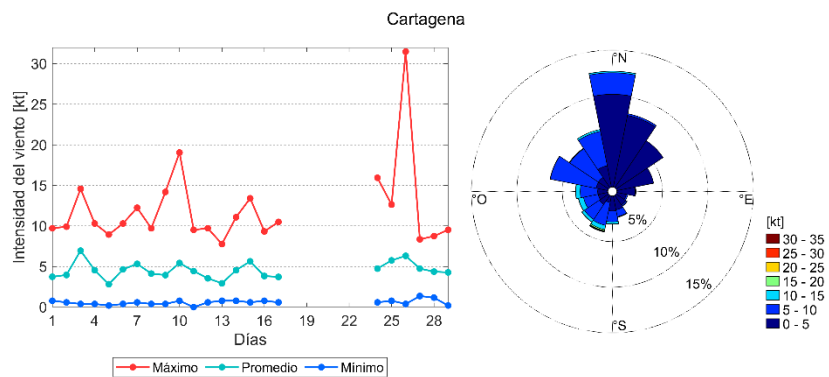 Cartagena
Intensidad del viento [kt]
30
25
20
15
10
5
0
1 4 7 10 13 16 19 22 25 28
Días
Máximo Promedio Mínimo
°N
°O
°E
°S
5%
10%
15%
[kt]
30 - 35
25 - 30
20 - 25
15 - 20
10 - 15
5 - 10
0 - 5